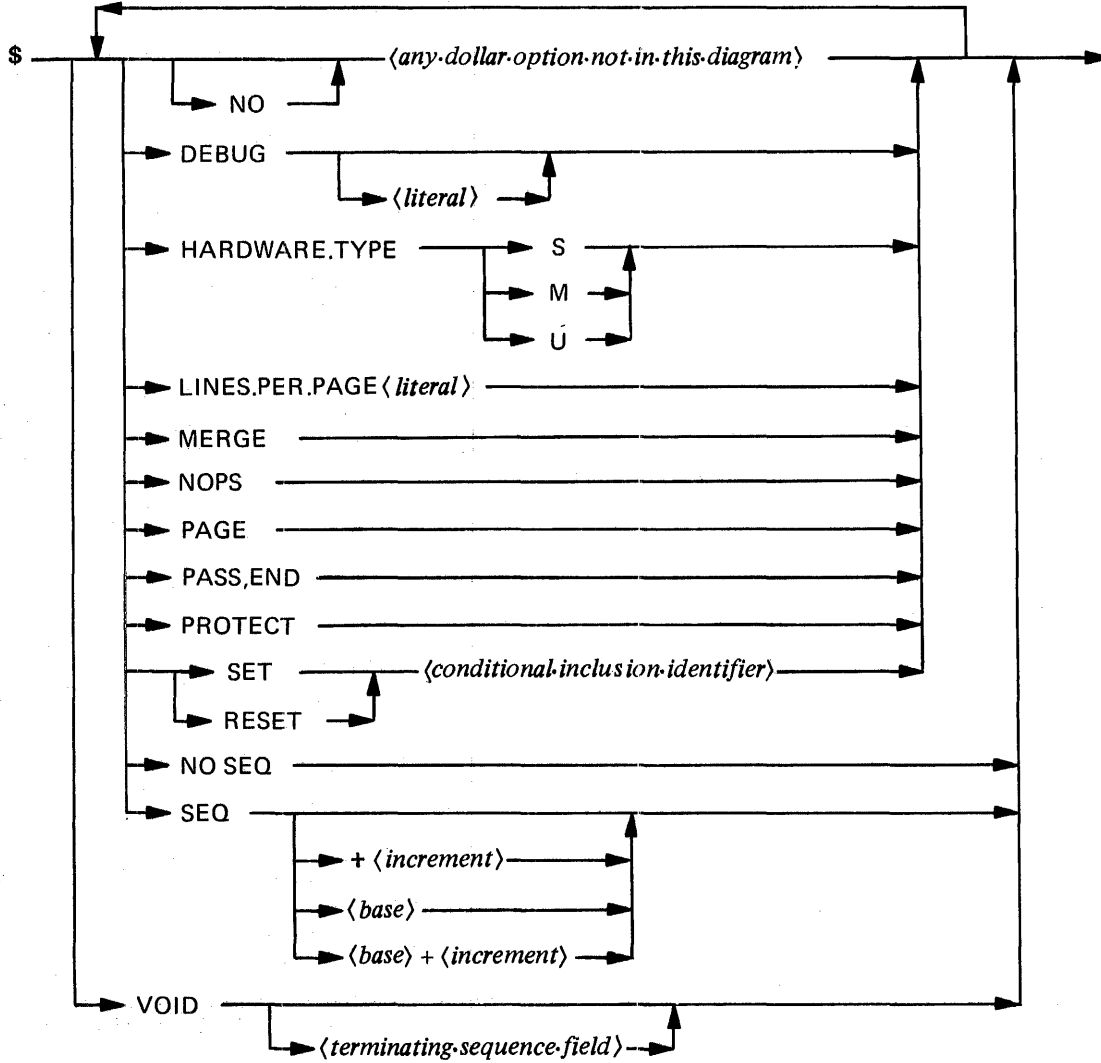 $ ⟨any·dollar·option·not·in·this·diagram⟩
NO
DEBUG
⟨literal⟩
HARDWARE.TYPE S
M
U
LINES.PER.PAGE⟨literal⟩
MERGE
NOPS
PAGE
PASS,END
PROTECT
SET ⟨conditional·inclusion·identifier⟩
RESET
NO SEQ
SEQ
+ ⟨increment⟩
⟨base⟩
⟨base⟩ + ⟨increment⟩
VOID
⟨terminating·sequence·field⟩